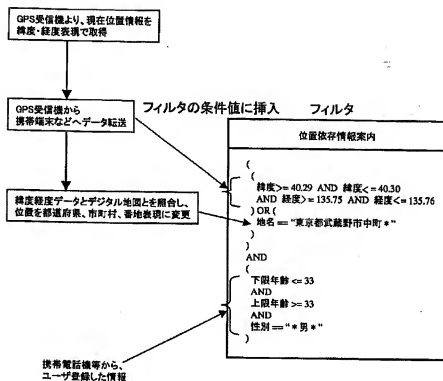 GPS受信機より、現在位置情報を
緯度・経度表現で取得
GPS受信機から
携帯端末などへデータ転送
フィルタの条件値に挿入
フィルタ
緯度経度データとデジタル地図とを照合し、
位置を都道府県、市町村、番地表現に変更
携帯電話機等から、
ユーザ登録した情報
位置依存情報案内
(
(
緯度>= 40.29 AND 緯度<= 40.30
AND 経度>= 135.75 AND 経度<=135.76
) OR (
地名 == "東京都武蔵野市中町*"
)
)
AND
(
下限年齢 <= 33
AND
上限年齢 >= 33
AND
性別 == "*男*"
)